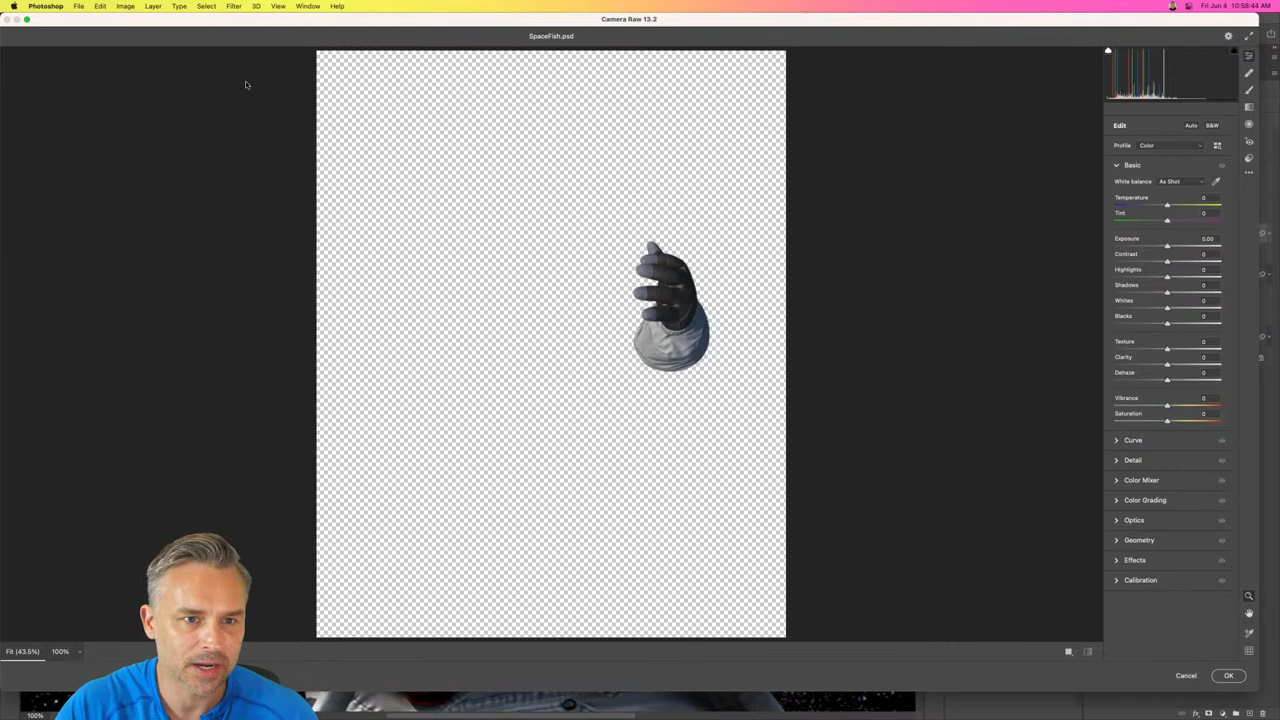 Photoshop File Edit Image Layer Type Select Filter 3D View Window Help Fri Jun 4 10:58:44 AM
Camera Raw 13.2
SpaceFish.psd
Edit Auto B&W
Profile Color
Basic
White balance As Shot
Temperature 0
Tint 0
Exposure 0.00
Contrast 0
Highlights 0
Shadows 0
Whites 0
Blacks 0
Texture 0
Clarity 0
Dehaze 0
Vibrance 0
Saturation 0
Curve
Detail
Color Mixer
Color Grading
Optics
Geometry
Effects
Calibration
Fit (43.5%) 100%
Cancel OK
100%